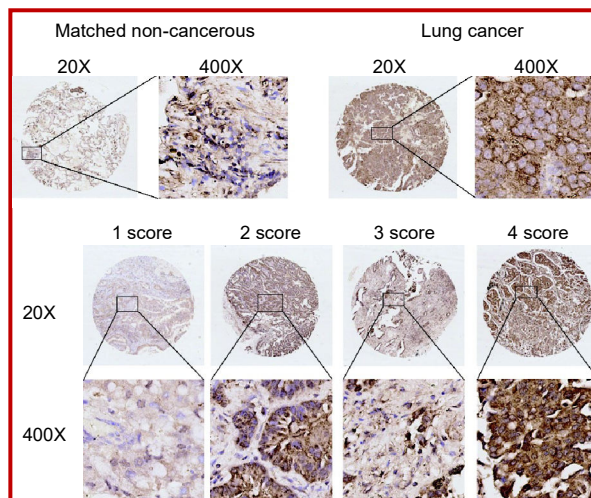 Matched non-cancerous Lung cancer
20X 400X 20X 400X
1 score 2 score 3 score 4 score
20X
400X